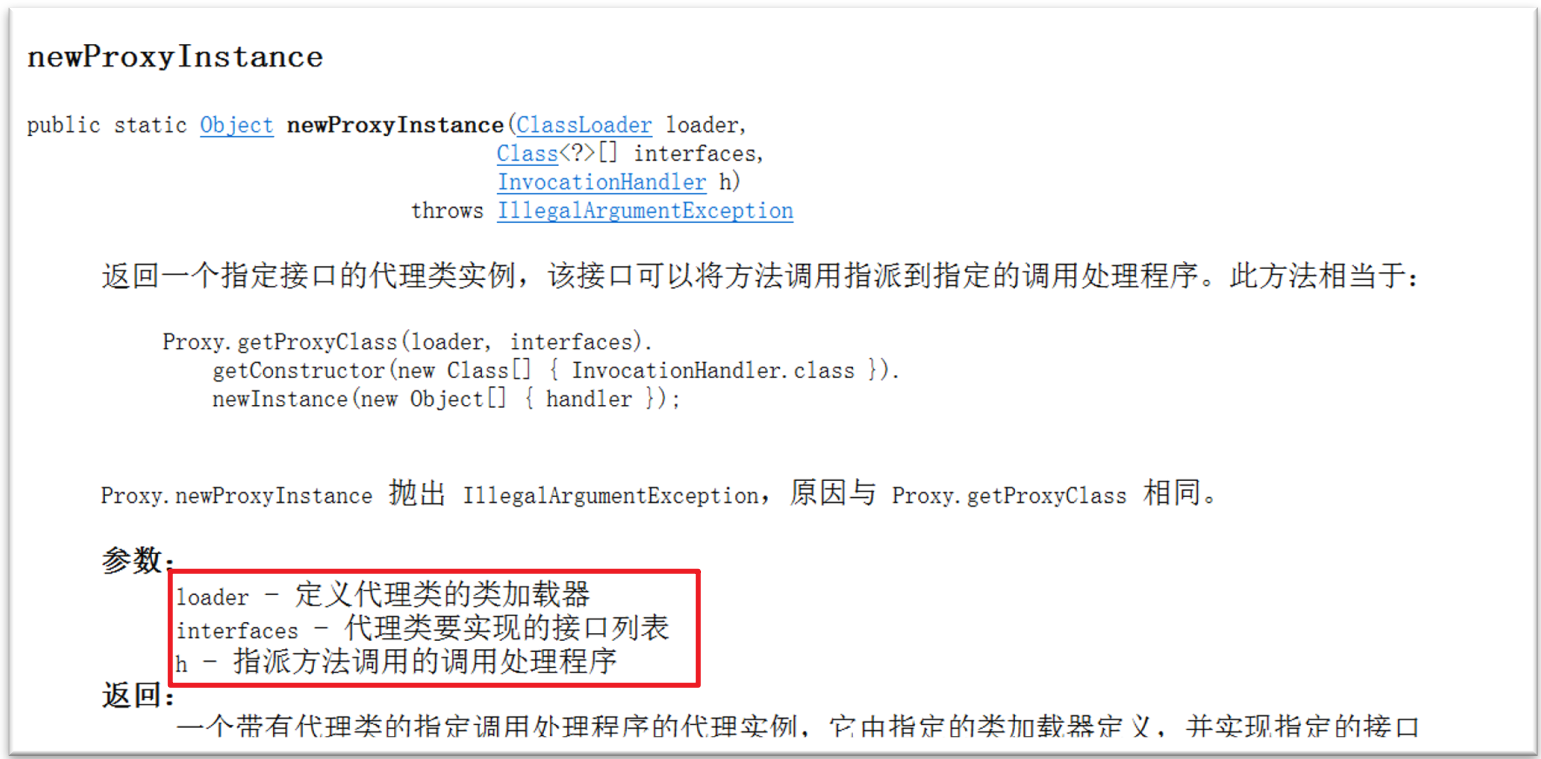 newProxyInstance
public static Object newProxyInstance(ClassLoader loader,
Class<?>[] interfaces,
InvocationHandler h)
throws IllegalArgumentException
返回一个指定接口的代理类实例，该接口可以将方法调用指派到指定的调用处理程序。此方法相当于：
Proxy.getProxyClass(loader, interfaces).
getConstructor(new Class[] { InvocationHandler.class }).
newInstance(new Object[] { handler });
Proxy.newProxyInstance 抛出 IllegalArgumentException，原因与 Proxy.getProxyClass 相同。
参数：
loader - 定义代理类的类加载器
interfaces - 代理类要实现的接口列表
h - 指派方法调用的调用处理程序
返回：
一个带有代理类的指定调用处理程序的代理实例，它由指定的类加载器定义，并实现指定的接口